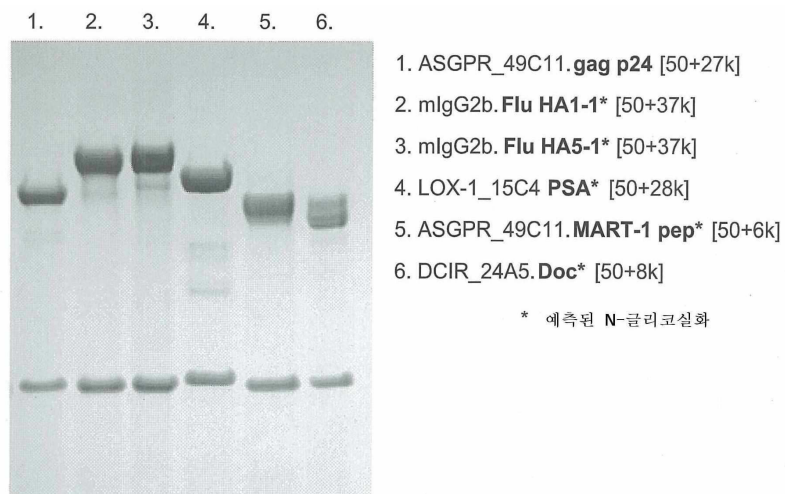 1. 2. 3. 4. 5. 6.
1. ASGPR_49C11.gag p24 [50+27k]
2. mIgG2b.Flu HA1-1* [50+37k]
3. mIgG2b. Flu HA5-1* [50+37k]
4. LOX-1_15C4 PSA* [50+28k]
5. ASGPR_49C11.MART-1 pep* [50+6k]
6. DCIR_24A5.Doc* [50+8k]
* 예측된 N-글리코실화